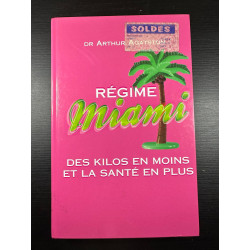 SOLDES
DR ARTHUR
RÉGIME
Miami
DES KILOS EN MOINS
ET LA SANTÉ EN PLUS